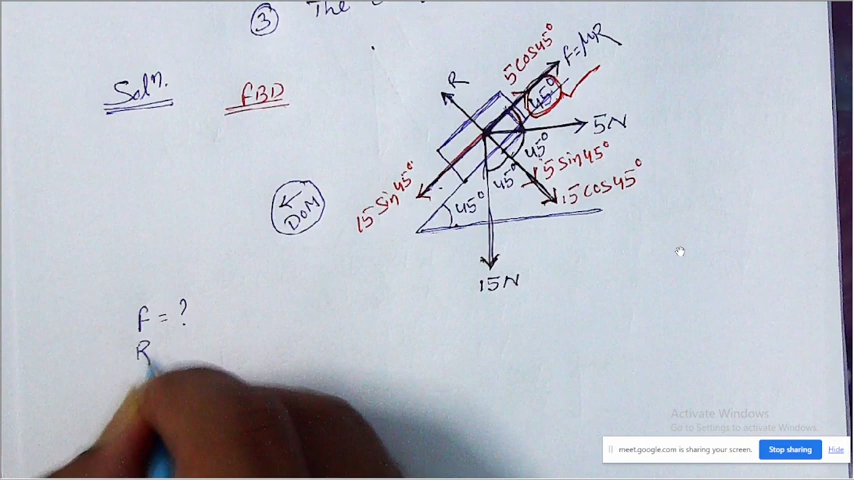 ③ The
Soln.
FBD
R
5cos45°
F=μR
45°
5N
45°
5sin45°
15sin45°
45°
45°
15cos45°
← DOM
15N
F = ?
R
Activate Windows
Go to Settings to activate Windows.
meet.google.com is sharing your screen.
Stop sharing
Hide